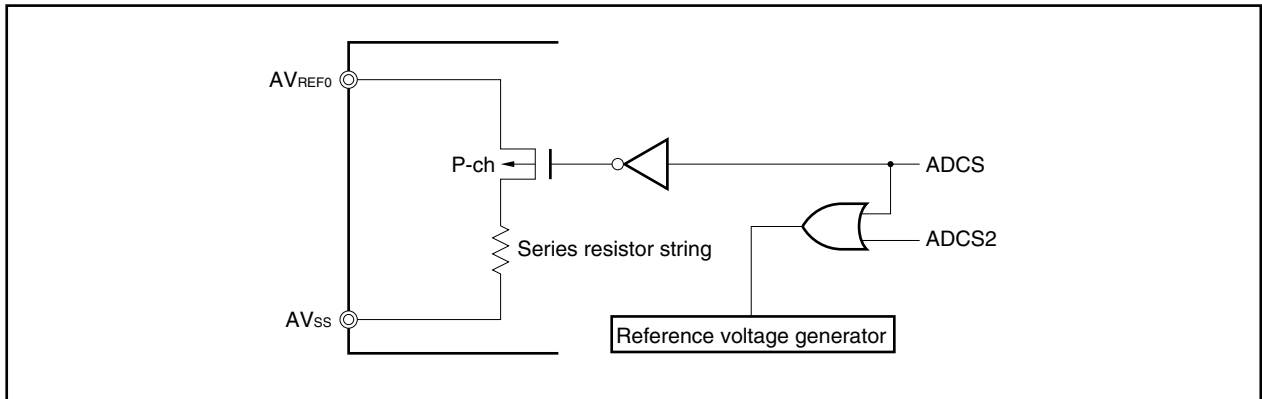 AVREF0
P-ch
ADCS
ADCS2
Series resistor string
AVSS
Reference voltage generator